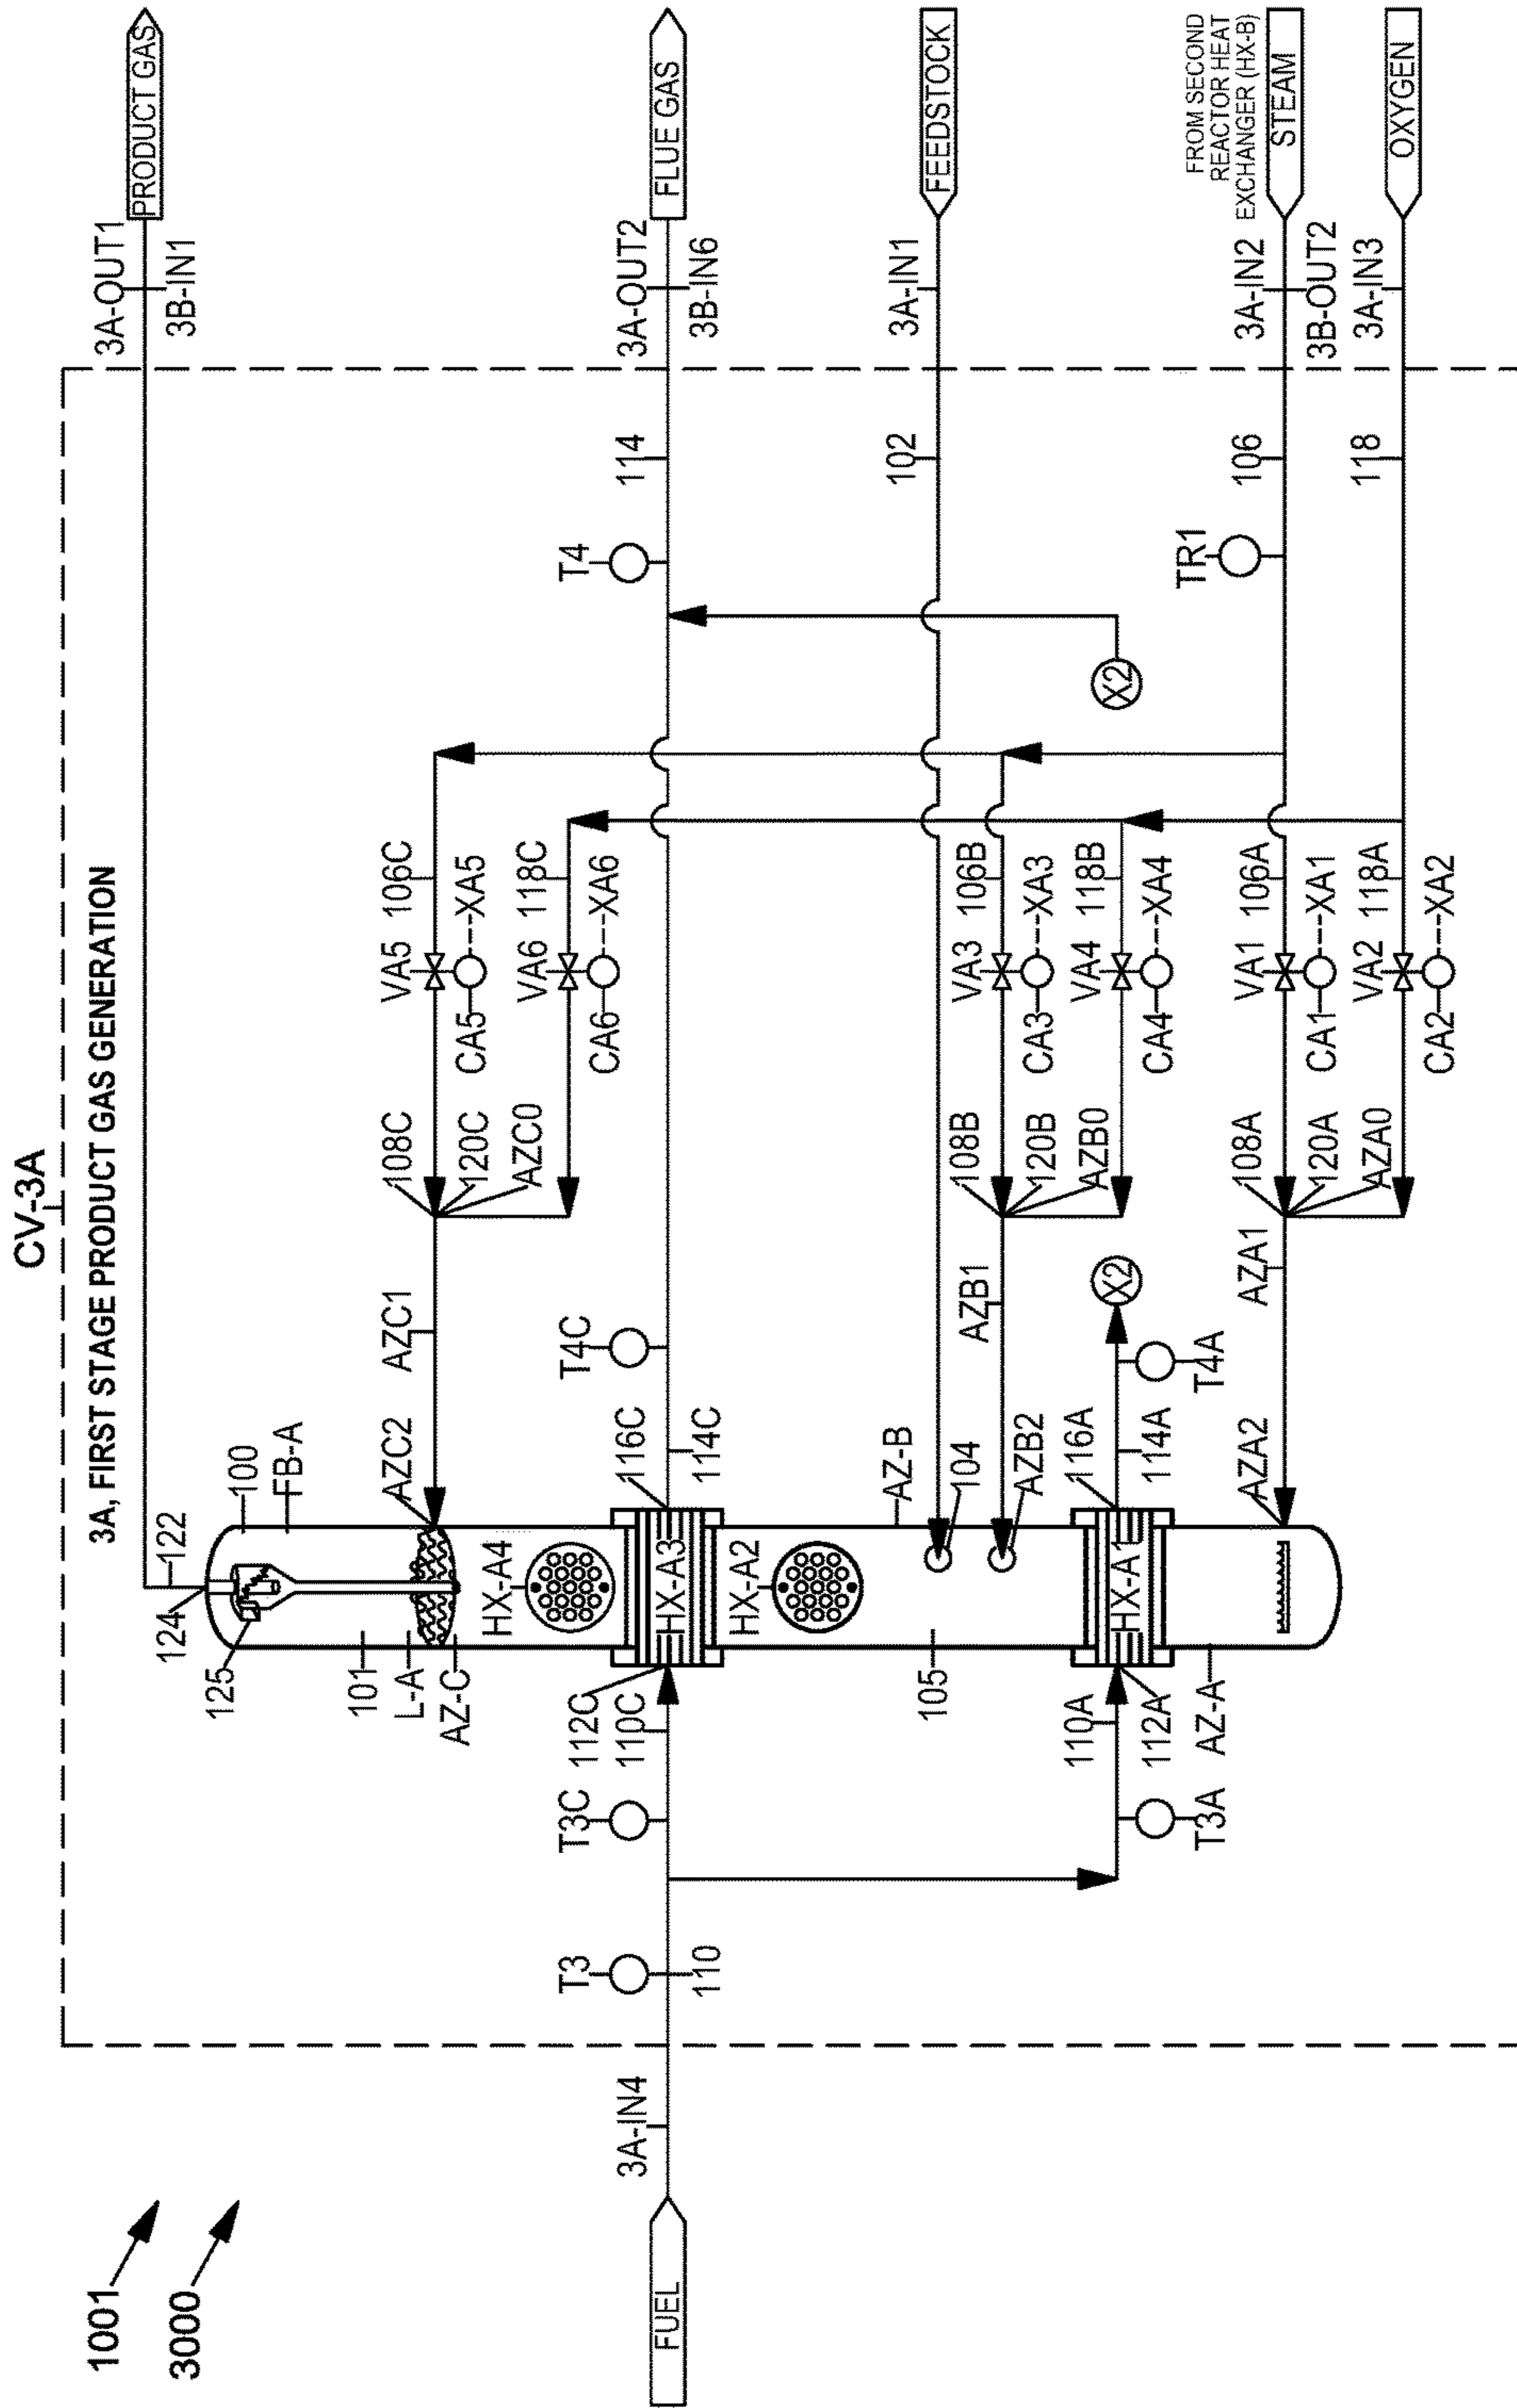 1001
3000
CV-3A
3A, FIRST STAGE PRODUCT GAS GENERATION
PRODUCT GAS
3A-OUT1
3B-IN1
FLUE GAS
3A-OUT2
3B-IN6
FEEDSTOCK
3A-IN1
FROM SECOND
REACTOR HEAT
EXCHANGER (HX-B)
STEAM
3A-IN2
3B-OUT2
OXYGEN
3A-IN3
FUEL
3A-IN4
124
122
100
FB-A
125
101
L-A
AZ-C
AZC2
AZC1
108C
120C
AZC0
VA5
106C
CA5
XA5
VA6
118C
CA6
XA6
HX-A4
HX-A3
HX-A2
HX-A1
T3
110
T3C
112C
110C
116C
114C
T4C
T4
114
102
AZ-B
104
105
AZB2
AZB1
108B
120B
AZB0
VA3
106B
CA3
XA3
VA4
118B
CA4
XA4
X2
X2
T3A
110A
112A
116A
114A
T4A
AZ-A
AZA2
AZA1
108A
120A
AZA0
VA1
106A
CA1
XA1
VA2
118A
CA2
XA2
TR1
106
118